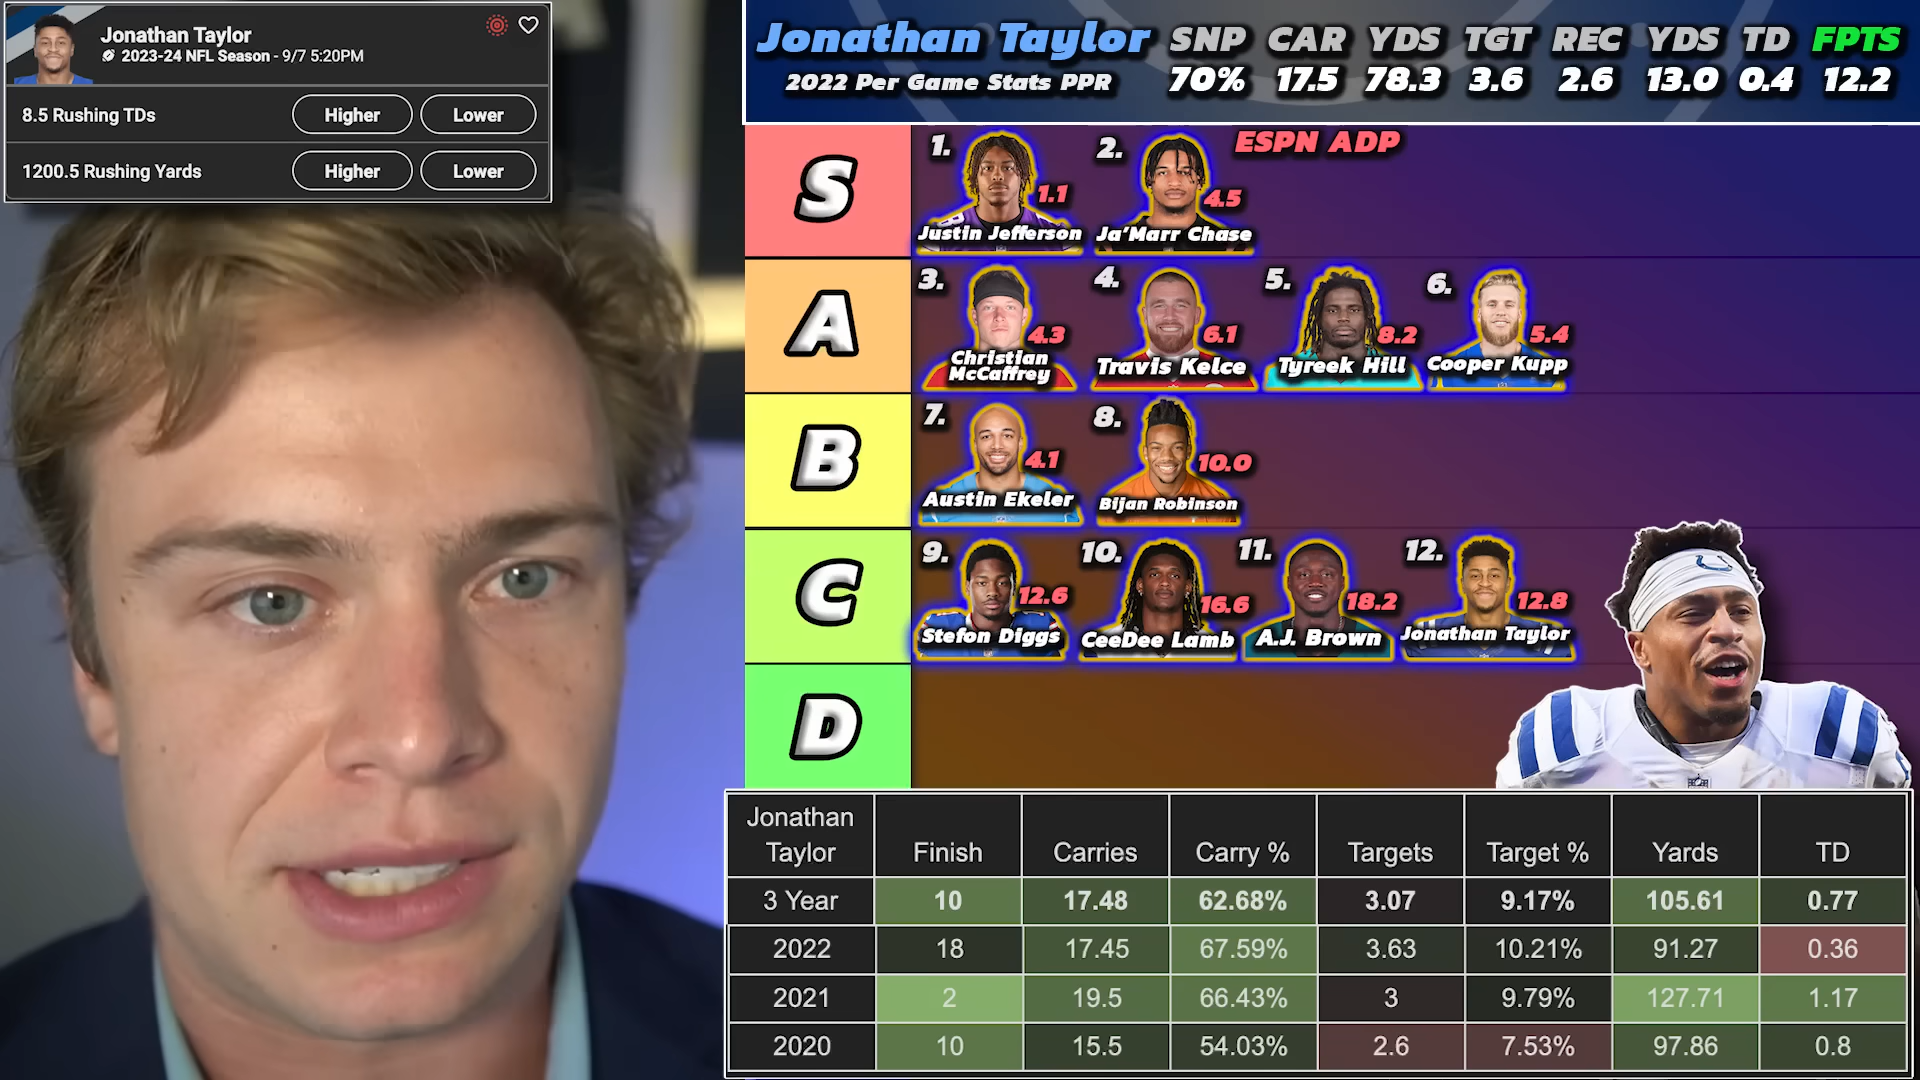 Jonathan Taylor
2023-24 NFL Season - 9/7 5:20PM
8.5 Rushing TDs Higher Lower
1200.5 Rushing Yards Higher Lower
Jonathan Taylor SNP CAR YDS TGT REC YDS TD FPTS
2022 Per Game Stats PPR 70% 17.5 78.3 3.6 2.6 13.0 0.4 12.2
ESPN ADP
S
1. 1.1 Justin Jefferson
2. 4.5 Ja'Marr Chase
A
3. 4.3 Christian
McCaffrey
4. 6.1 Travis Kelce
5. 8.2 Tyreek Hill
6. 5.4 Cooper Kupp
B
7. 4.1 Austin Ekeler
8. 10.0 Bijan Robinson
C
9. 12.6 Stefon Diggs
10. 16.6 CeeDee Lamb
11. 18.2 A.J. Brown
12. 12.8 Jonathan Taylor
D
Jonathan
Taylor Finish Carries Carry % Targets Target % Yards TD
3 Year 10 17.48 62.68% 3.07 9.17% 105.61 0.77
2022 18 17.45 67.59% 3.63 10.21% 91.27 0.36
2021 2 19.5 66.43% 3 9.79% 127.71 1.17
2020 10 15.5 54.03% 2.6 7.53% 97.86 0.8